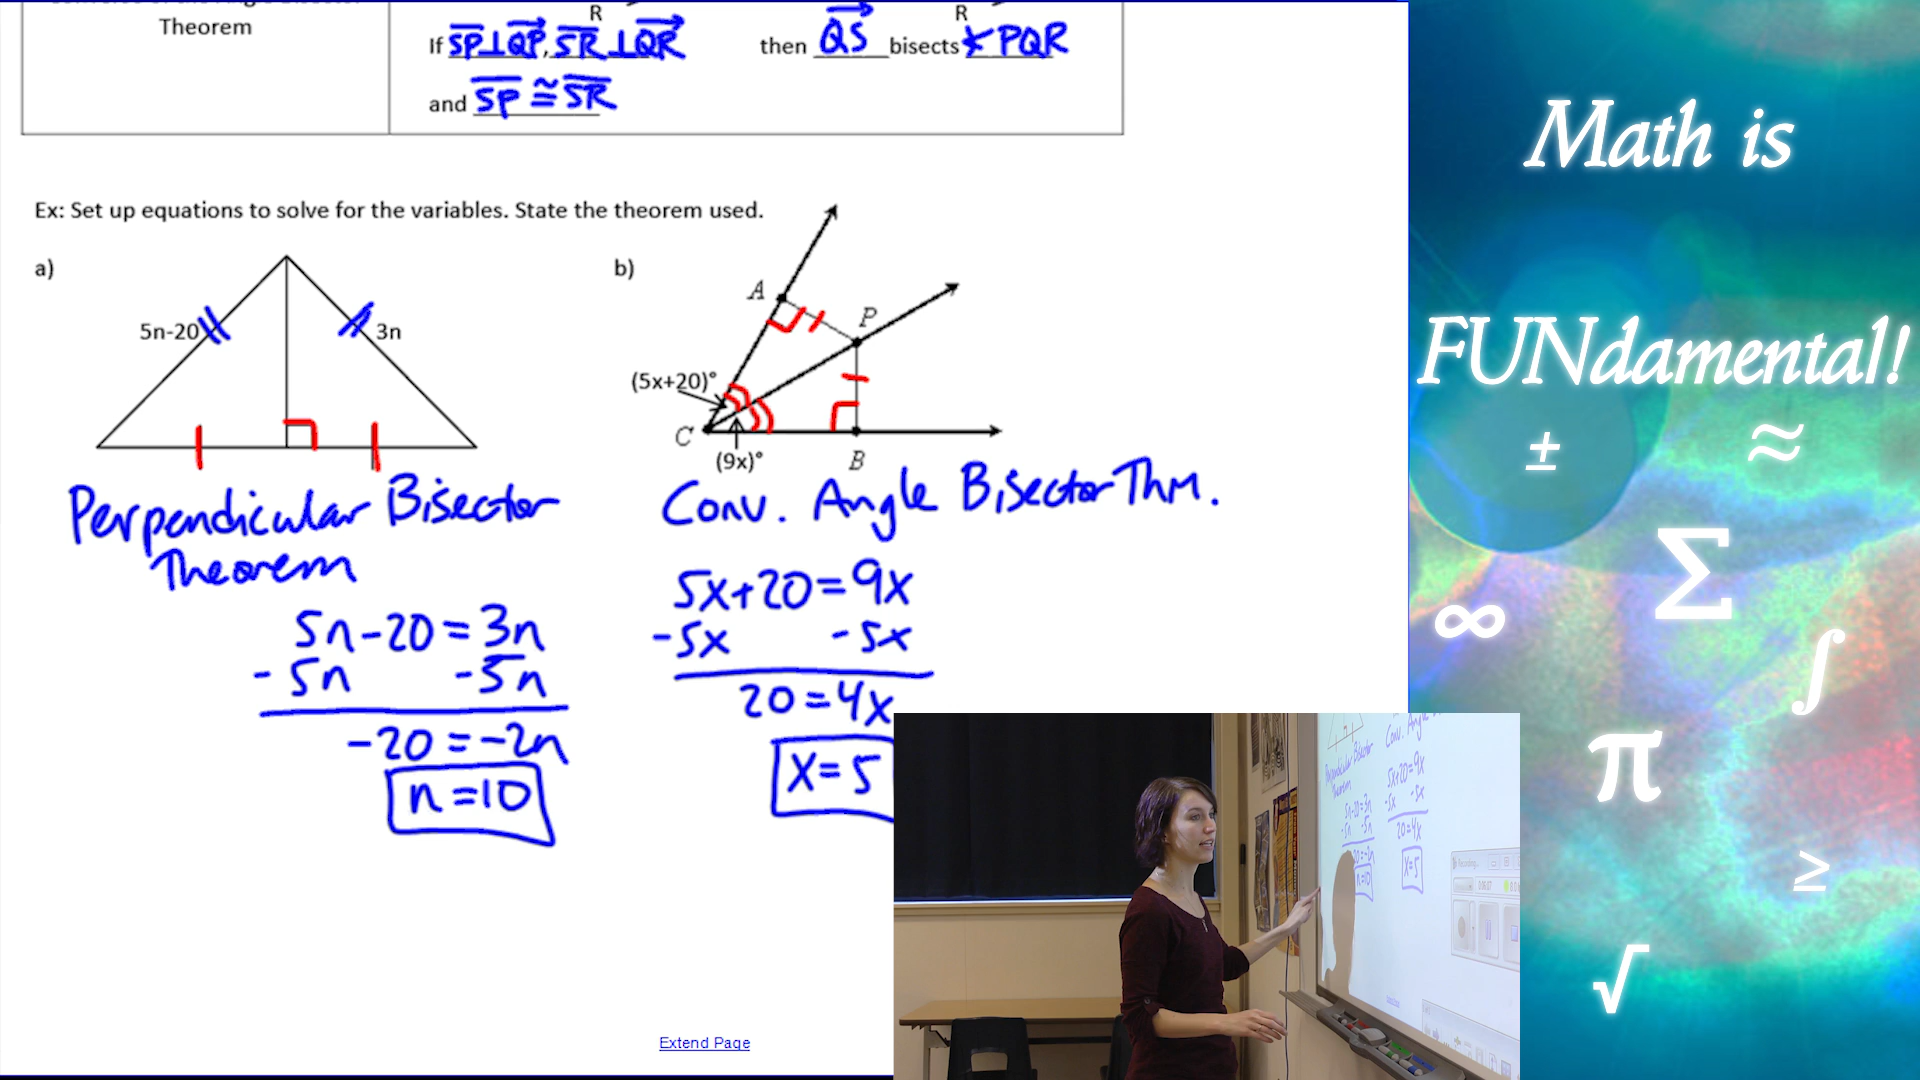 Theorem
R
R
If SP ⊥ QP, SR ⊥ QR then QS bisects ∠PQR
and SP ≅ SR
Ex: Set up equations to solve for the variables. State the theorem used.
a)
5n-20
3n
Perpendicular Bisector
Theorem
5n-20=3n
-5n -5n
-20=-2n
n=10
b)
A
P
(5x+20)°
C
(9x)°
B
Conv. Angle Bisector Thm.
5x+20=9x
-5x -5x
20=4x
x=5
Extend Page
Math is
FUNdamental!
± ≈
Σ
∞
∫
π
≥
√